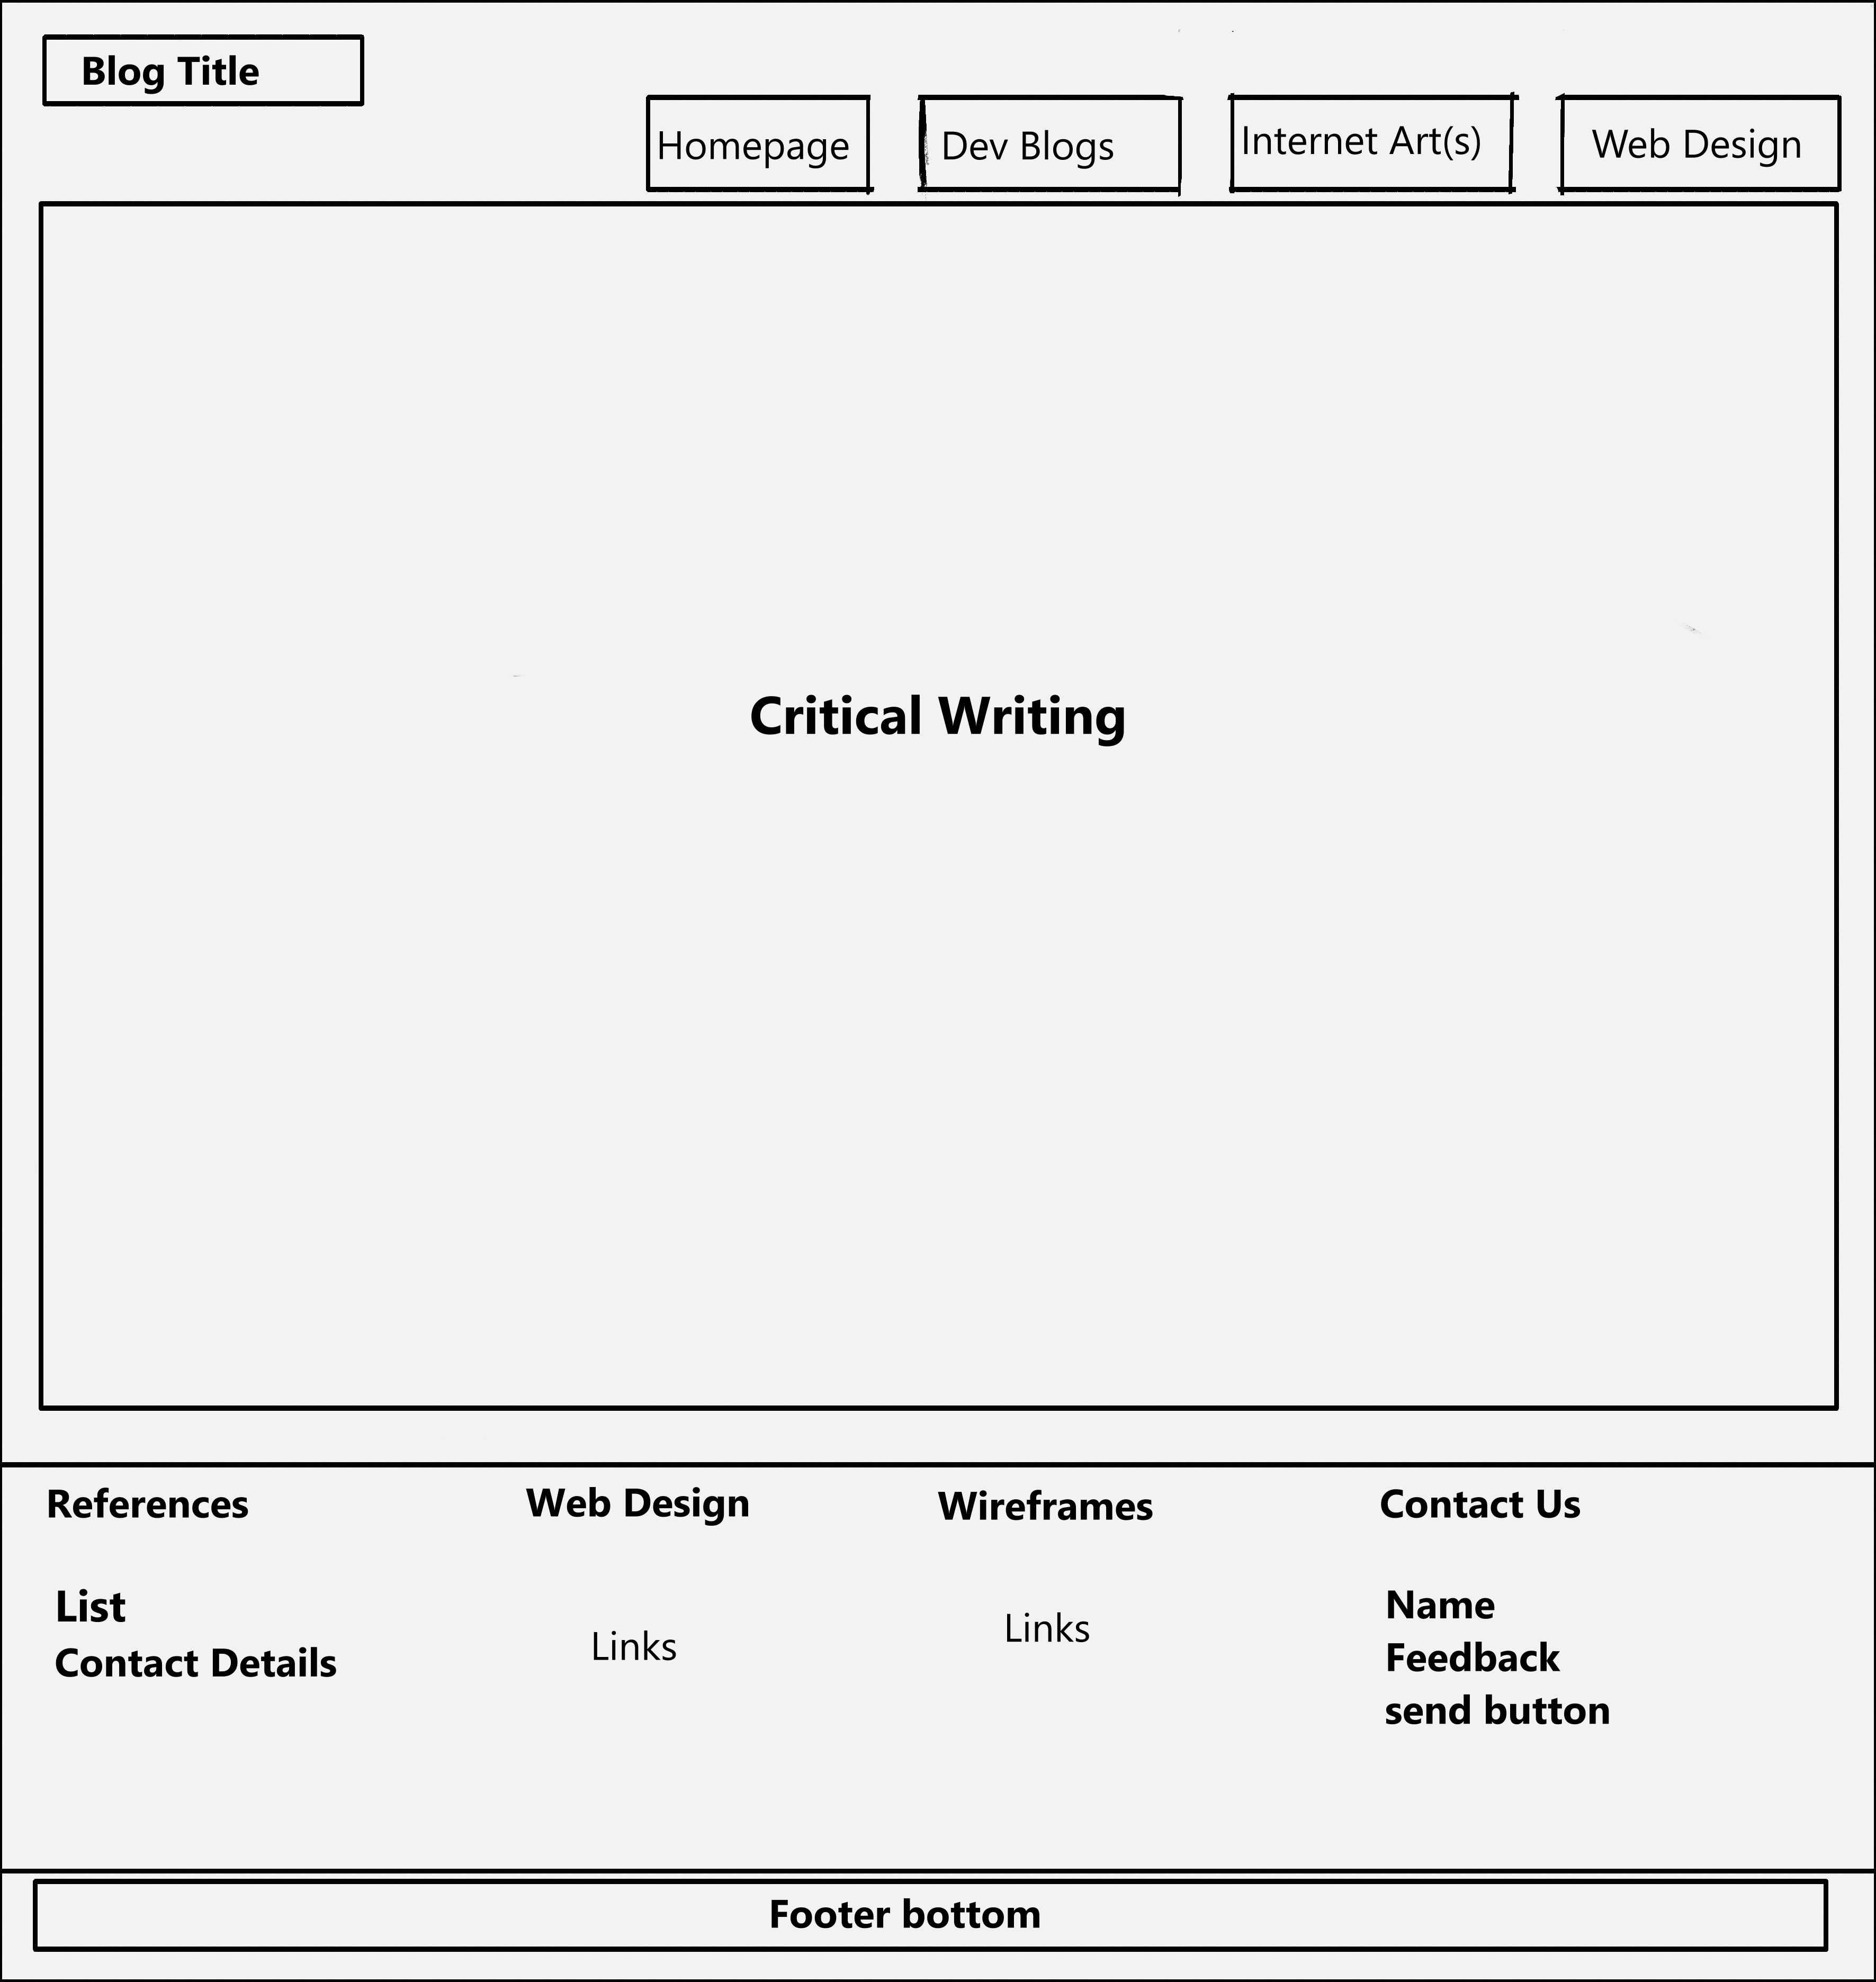 Blog Title
Homepage
Dev Blogs
Internet Art(s)
Web Design
Critical Writing
References
Web Design
Wireframes
Contact Us
List
Contact Details
Links
Links
Name
Feedback
send button
Footer bottom